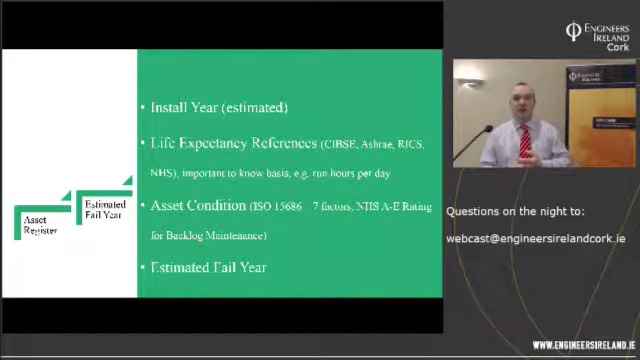 Asset
Register
Estimated
Fail Year
• Install Year (estimated)
• Life Expectancy References (CIBSE, Ashrae, RICS,
NHS), important to know basis, e.g. run hours per day
• Asset Condition (ISO 15686 – 7 factors, NHS A-E Rating
for Backlog Maintenance)
• Estimated Fail Year
ENGINEERS
IRELAND
Cork
Questions on the night to:
webcast@engineersirelandcork.ie
WWW.ENGINEERSIRELAND.IE